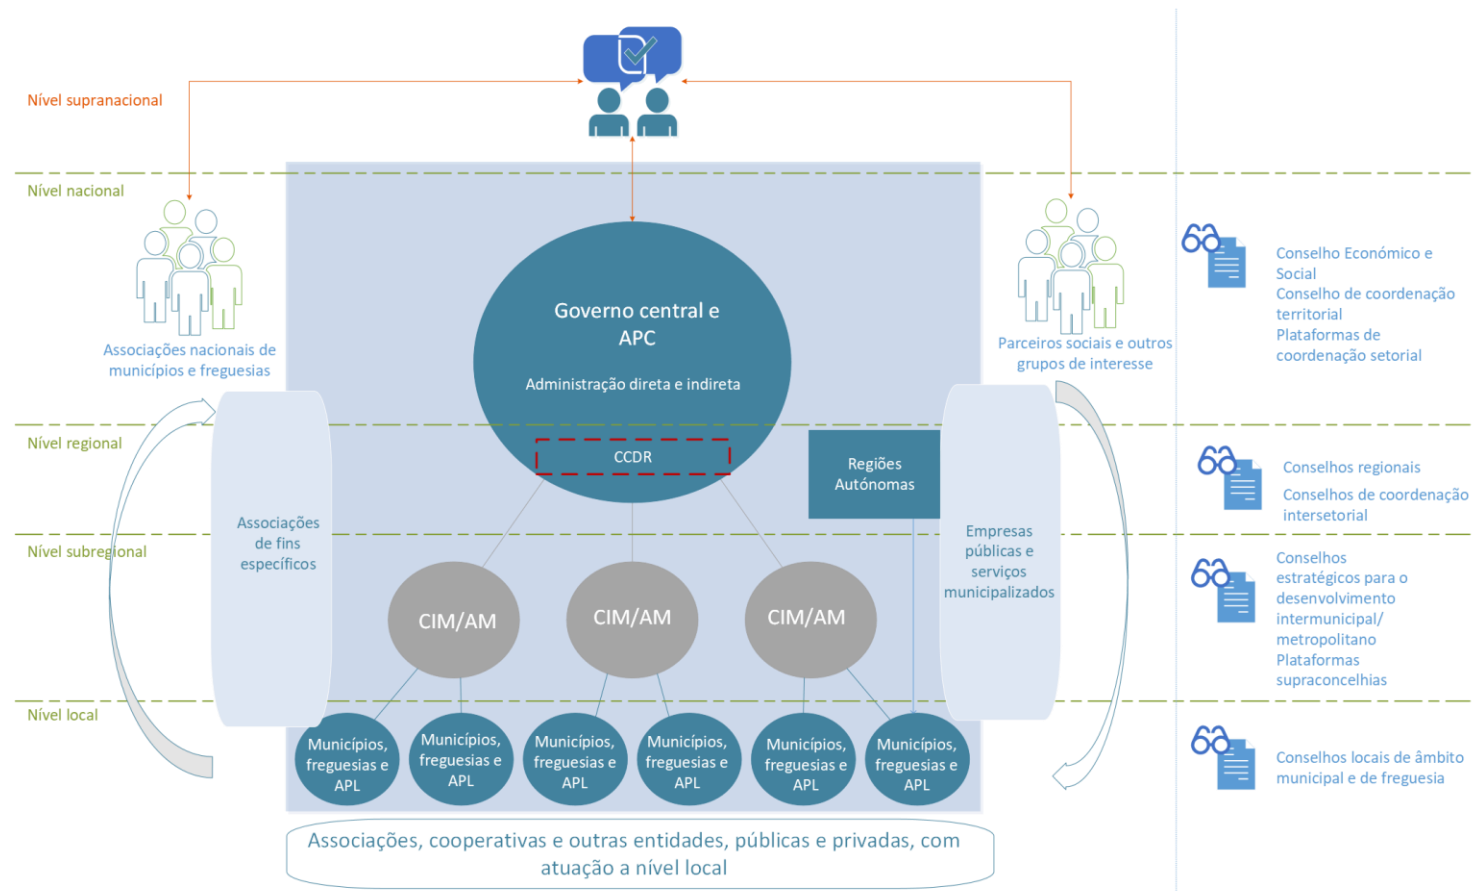 Nível supranacional
Nível nacional
Associações nacionais de
municípios e freguesias
Governo central e
APC
Administração direta e indireta
Parceiros sociais e outros
grupos de interesse
Conselho Económico e
Social
Conselho de coordenação
territorial
Plataformas de
coordenação setorial
Nível regional
CCDR
Regiões
Autónomas
Conselhos regionais
Conselhos de coordenação
intersetorial
Associações
de fins
específicos
Empresas
públicas e
serviços
municipalizados
Nível subregional
CIM/AM
CIM/AM
CIM/AM
Conselhos
estratégicos para o
desenvolvimento
intermunicipal/
metropolitano
Plataformas
supraconcelhias
Nível local
Municípios,
freguesias e
APL
Municípios,
freguesias e
APL
Municípios,
freguesias e
APL
Municípios,
freguesias e
APL
Municípios,
freguesias e
APL
Municípios,
freguesias e
APL
Conselhos locais de âmbito
municipal e de freguesia
Associações, cooperativas e outras entidades, públicas e privadas, com
atuação a nível local